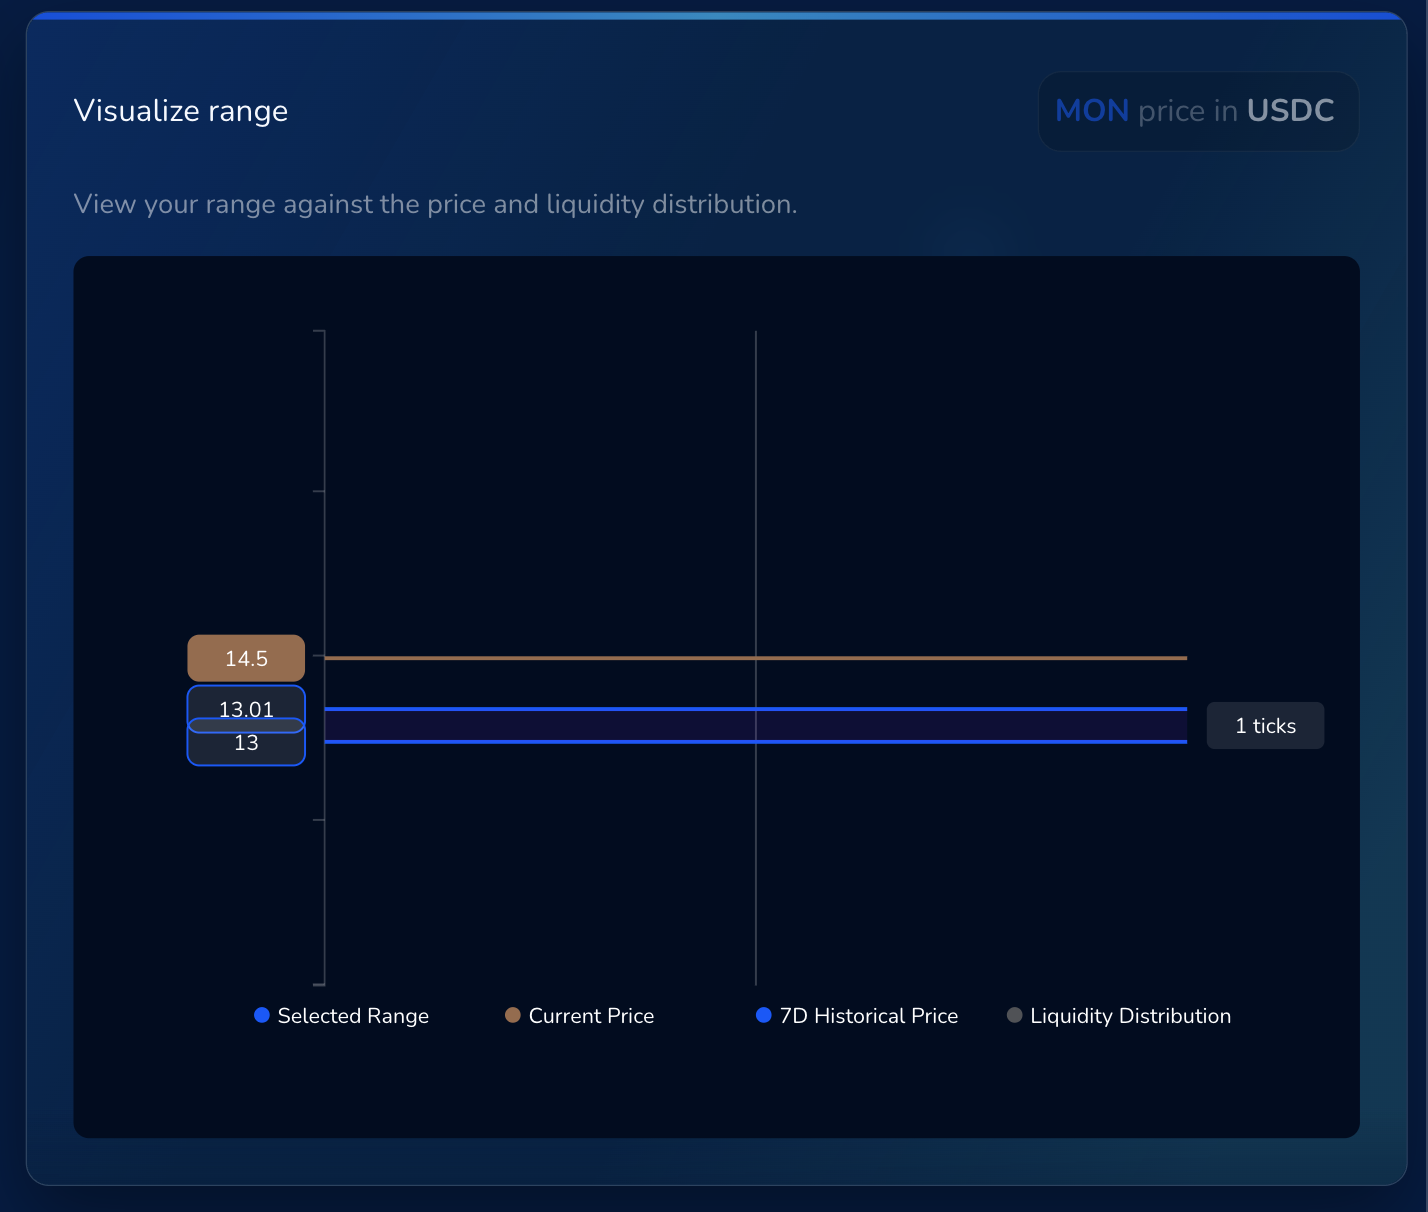 Visualize range
MON price in USDC
View your range against the price and liquidity distribution.
14.5
13.01
13
1 ticks
Selected Range
Current Price
7D Historical Price
Liquidity Distribution